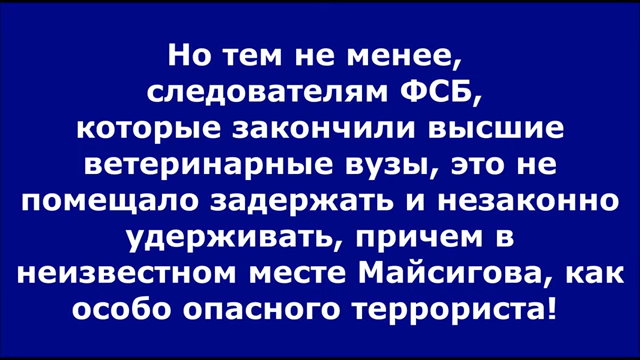 Но тем не менее,
следователям ФСБ,
которые закончили высшие
ветеринарные вузы, это не
помещало задержать и незаконно
удерживать, причем в
неизвестном месте Майсигова, как
особо опасного террориста!